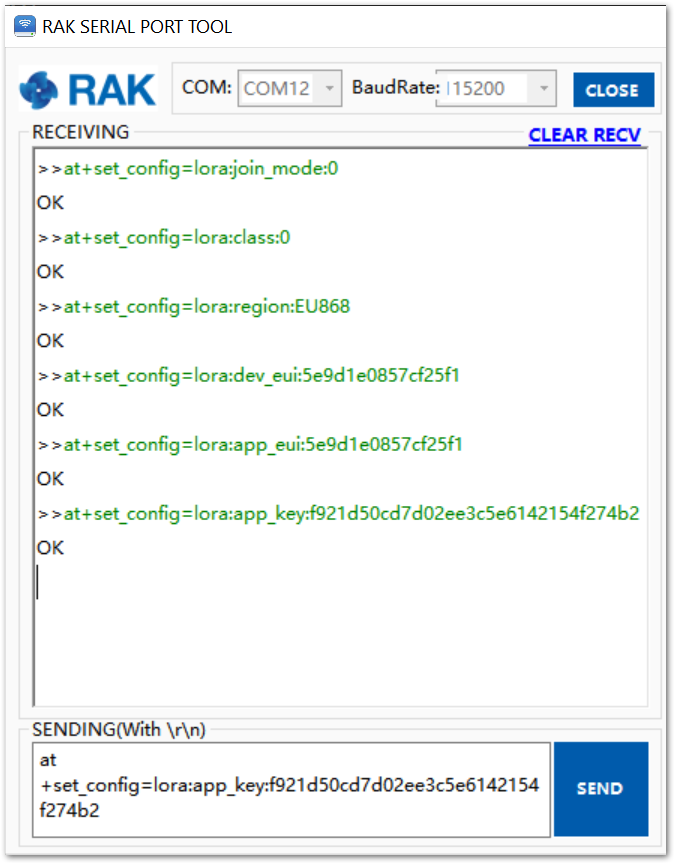 RAK SERIAL PORT TOOL
RAK COM: COM12 BaudRate: 115200 CLOSE
RECEIVING CLEAR RECV
>>at+set_config=lora:join_mode:0
OK
>>at+set_config=lora:class:0
OK
>>at+set_config=lora:region:EU868
OK
>>at+set_config=lora:dev_eui:5e9d1e0857cf25f1
OK
>>at+set_config=lora:app_eui:5e9d1e0857cf25f1
OK
>>at+set_config=lora:app_key:f921d50cd7d02ee3c5e6142154f274b2
OK
SENDING(With \r\n)
at
+set_config=lora:app_key:f921d50cd7d02ee3c5e6142154
f274b2
SEND